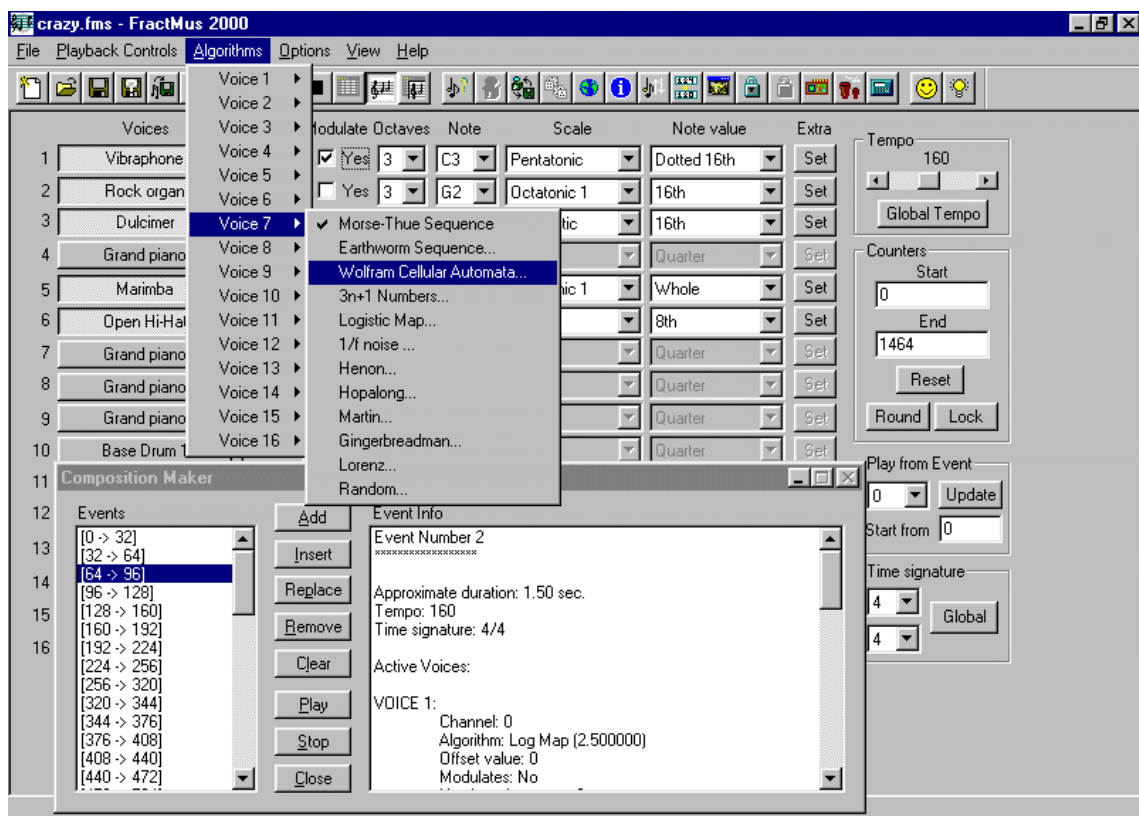 crazy.fms - FractMus 2000
File Playback Controls Algorithms Options View Help
Voice 1
Voice 2
Voice 3
Voice 4
Voice 5
Voice 6
Voice 7
Voice 8
Voice 9
Voice 10
Voice 11
Voice 12
Voice 13
Voice 14
Voice 15
Voice 16
Morse-Thue Sequence
Earthworm Sequence...
Wolfram Cellular Automata...
3n+1 Numbers...
Logistic Map...
1/f noise ...
Henon...
Hopalong...
Martin...
Gingerbreadman...
Lorenz...
Random...
Voices Modulate Octaves Note Scale Note value Extra
1 Vibraphone Yes 3 C3 Pentatonic Dotted 16th Set
2 Rock organ Yes 3 G2 Octatonic 1 16th Set
3 Dulcimer tic 16th Set
4 Grand piano Quarter Set
5 Marimba nic 1 Whole Set
6 Open Hi-Hat 8th Set
7 Grand piano Quarter Set
8 Grand piano Quarter Set
9 Grand piano Quarter Set
10 Base Drum 1 Quarter Set
11
12
13
14
15
16
Tempo
160
Global Tempo
Counters
Start
0
End
1464
Reset
Round Lock
Play from Event
0 Update
Start from 0
Time signature
4
Global
4
Composition Maker
Events
[0 -> 32]
[32 -> 64]
[64 -> 96]
[96 -> 128]
[128 -> 160]
[160 -> 192]
[192 -> 224]
[224 -> 256]
[256 -> 320]
[320 -> 344]
[344 -> 376]
[376 -> 408]
[408 -> 440]
[440 -> 472]
Add
Insert
Replace
Remove
Clear
Play
Stop
Close
Event Info
Event Number 2
xxxxxxxxxxxxxxxxxx
Approximate duration: 1.50 sec.
Tempo: 160
Time signature: 4/4
Active Voices:
VOICE 1:
Channel: 0
Algorithm: Log Map (2.500000)
Offset value: 0
Modulates: No